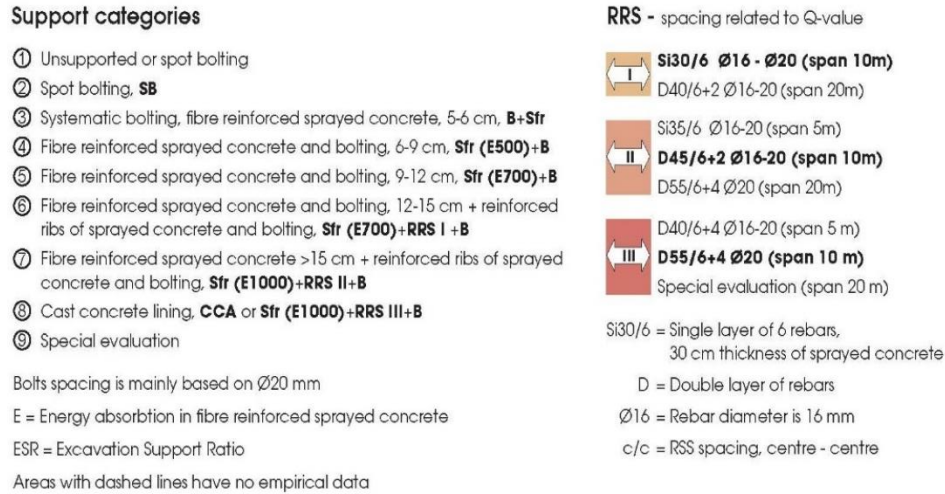 Support categories
① Unsupported or spot bolting
② Spot bolting, SB
③ Systematic bolting, fibre reinforced sprayed concrete, 5-6 cm, B+Sfr
④ Fibre reinforced sprayed concrete and bolting, 6-9 cm, Sfr (E500)+B
⑤ Fibre reinforced sprayed concrete and bolting, 9-12 cm, Sfr (E700)+B
⑥ Fibre reinforced sprayed concrete and bolting, 12-15 cm + reinforced
ribs of sprayed concrete and bolting, Sfr (E700)+RRS I +B
⑦ Fibre reinforced sprayed concrete >15 cm + reinforced ribs of sprayed
concrete and bolting, Sfr (E1000)+RRS II+B
⑧ Cast concrete lining, CCA or Sfr (E1000)+RRS III+B
⑨ Special evaluation
Bolts spacing is mainly based on Ø20 mm
E = Energy absorbtion in fibre reinforced sprayed concrete
ESR = Excavation Support Ratio
Areas with dashed lines have no empirical data
RRS - spacing related to Q-value
I
Si30/6 Ø16 - Ø20 (span 10m)
D40/6+2 Ø16-20 (span 20m)
II
Si35/6 Ø16-20 (span 5m)
D45/6+2 Ø16-20 (span 10m)
D55/6+4 Ø20 (span 20m)
III
D40/6+4 Ø16-20 (span 5 m)
D55/6+4 Ø20 (span 10 m)
Special evaluation (span 20 m)
Si30/6 = Single layer of 6 rebars,
30 cm thickness of sprayed concrete
D = Double layer of rebars
Ø16 = Rebar diameter is 16 mm
c/c = RSS spacing, centre - centre